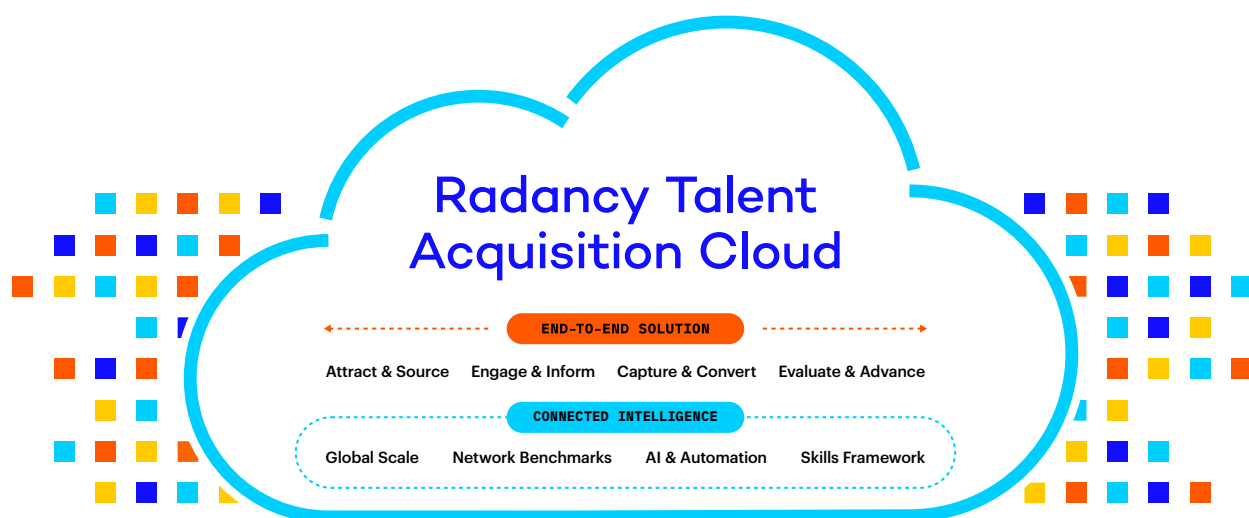 Radancy Talent
Acquisition Cloud
END-TO-END SOLUTION
Attract & Source Engage & Inform Capture & Convert Evaluate & Advance
CONNECTED INTELLIGENCE
Global Scale Network Benchmarks AI & Automation Skills Framework